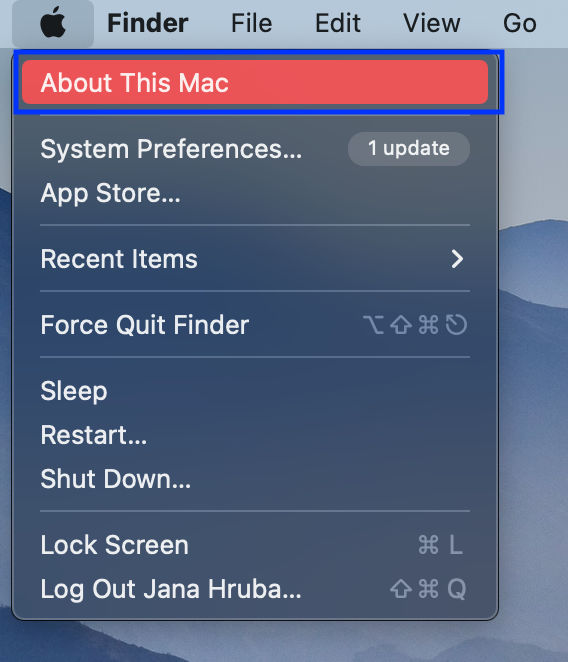 Finder File Edit View Go
About This Mac
System Preferences... 1 update
App Store...
Recent Items
Force Quit Finder ⌥⇧⌘⎋
Sleep
Restart...
Shut Down...
Lock Screen ⌘ L
Log Out Jana Hruba... ⇧⌘ Q